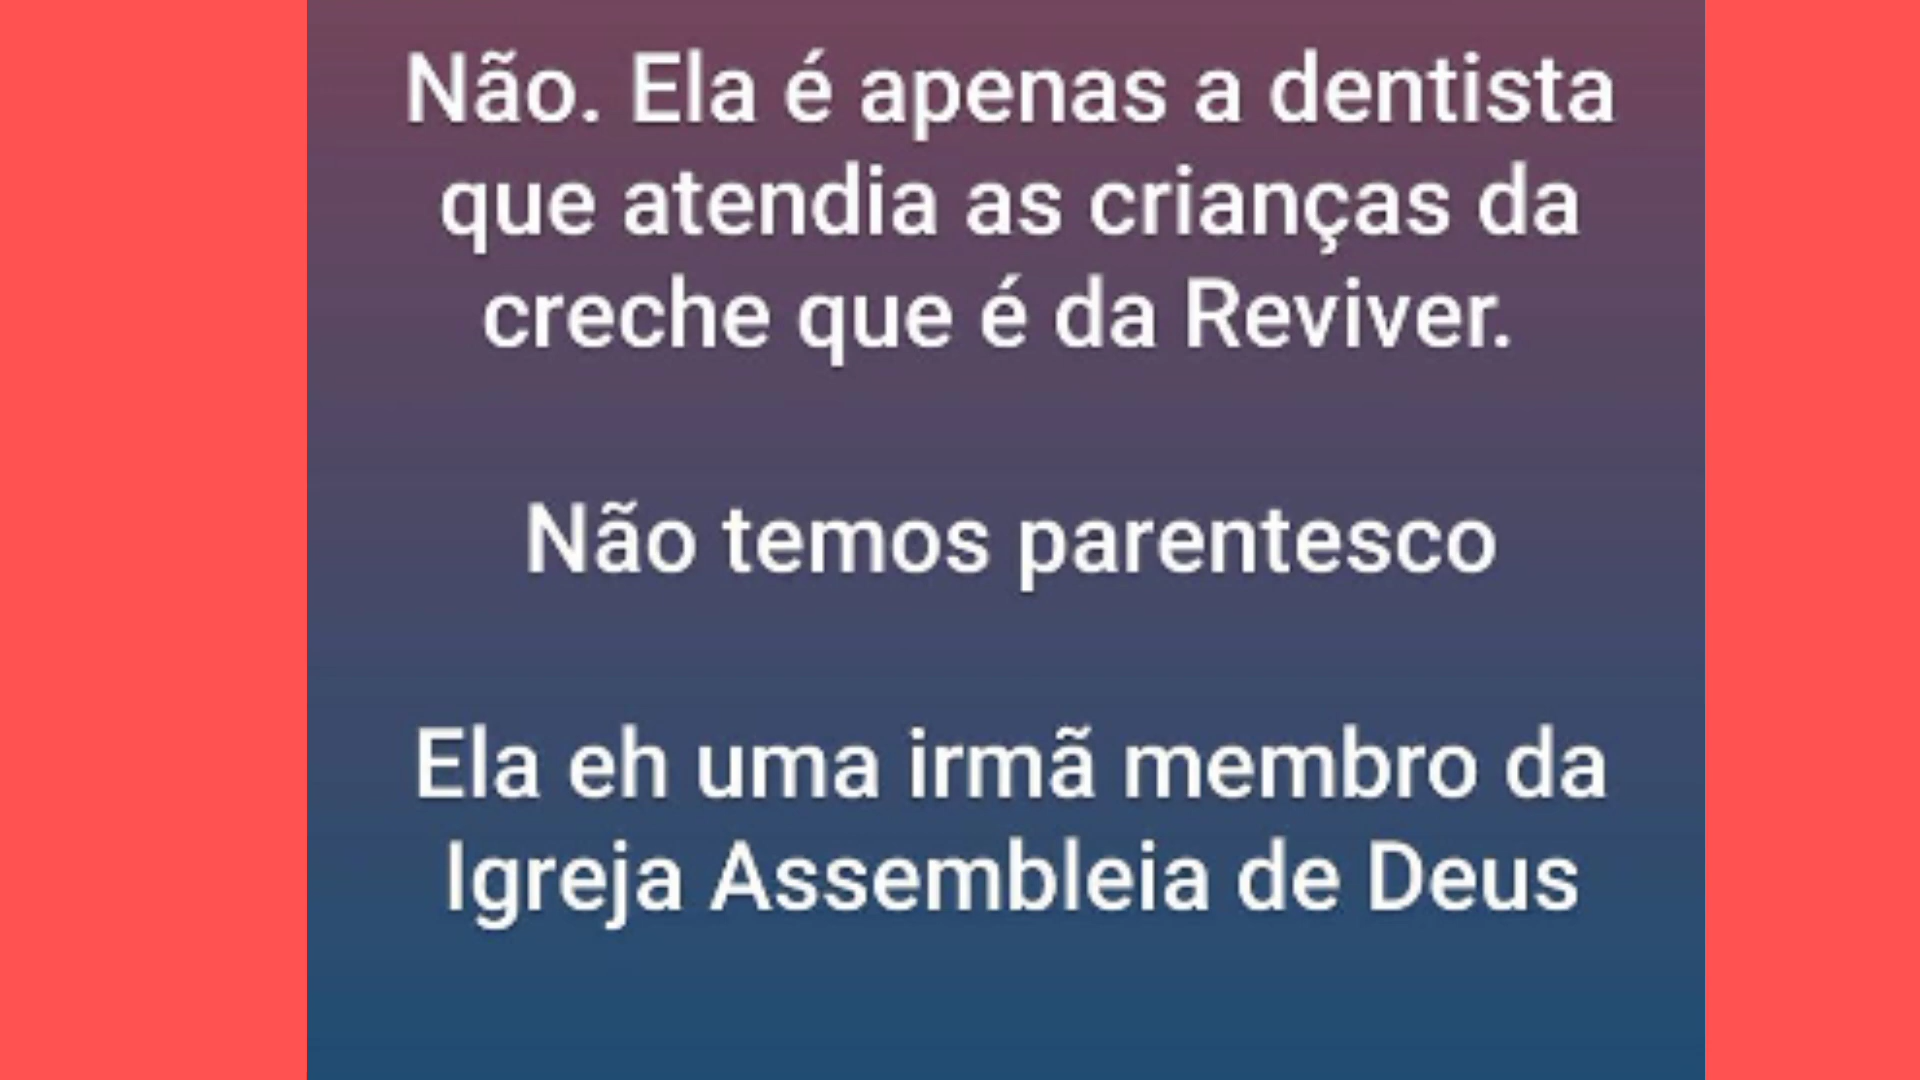 Não. Ela é apenas a dentista
que atendia as crianças da
creche que é da Reviver.
Não temos parentesco
Ela eh uma irmã membro da
Igreja Assembleia de Deus